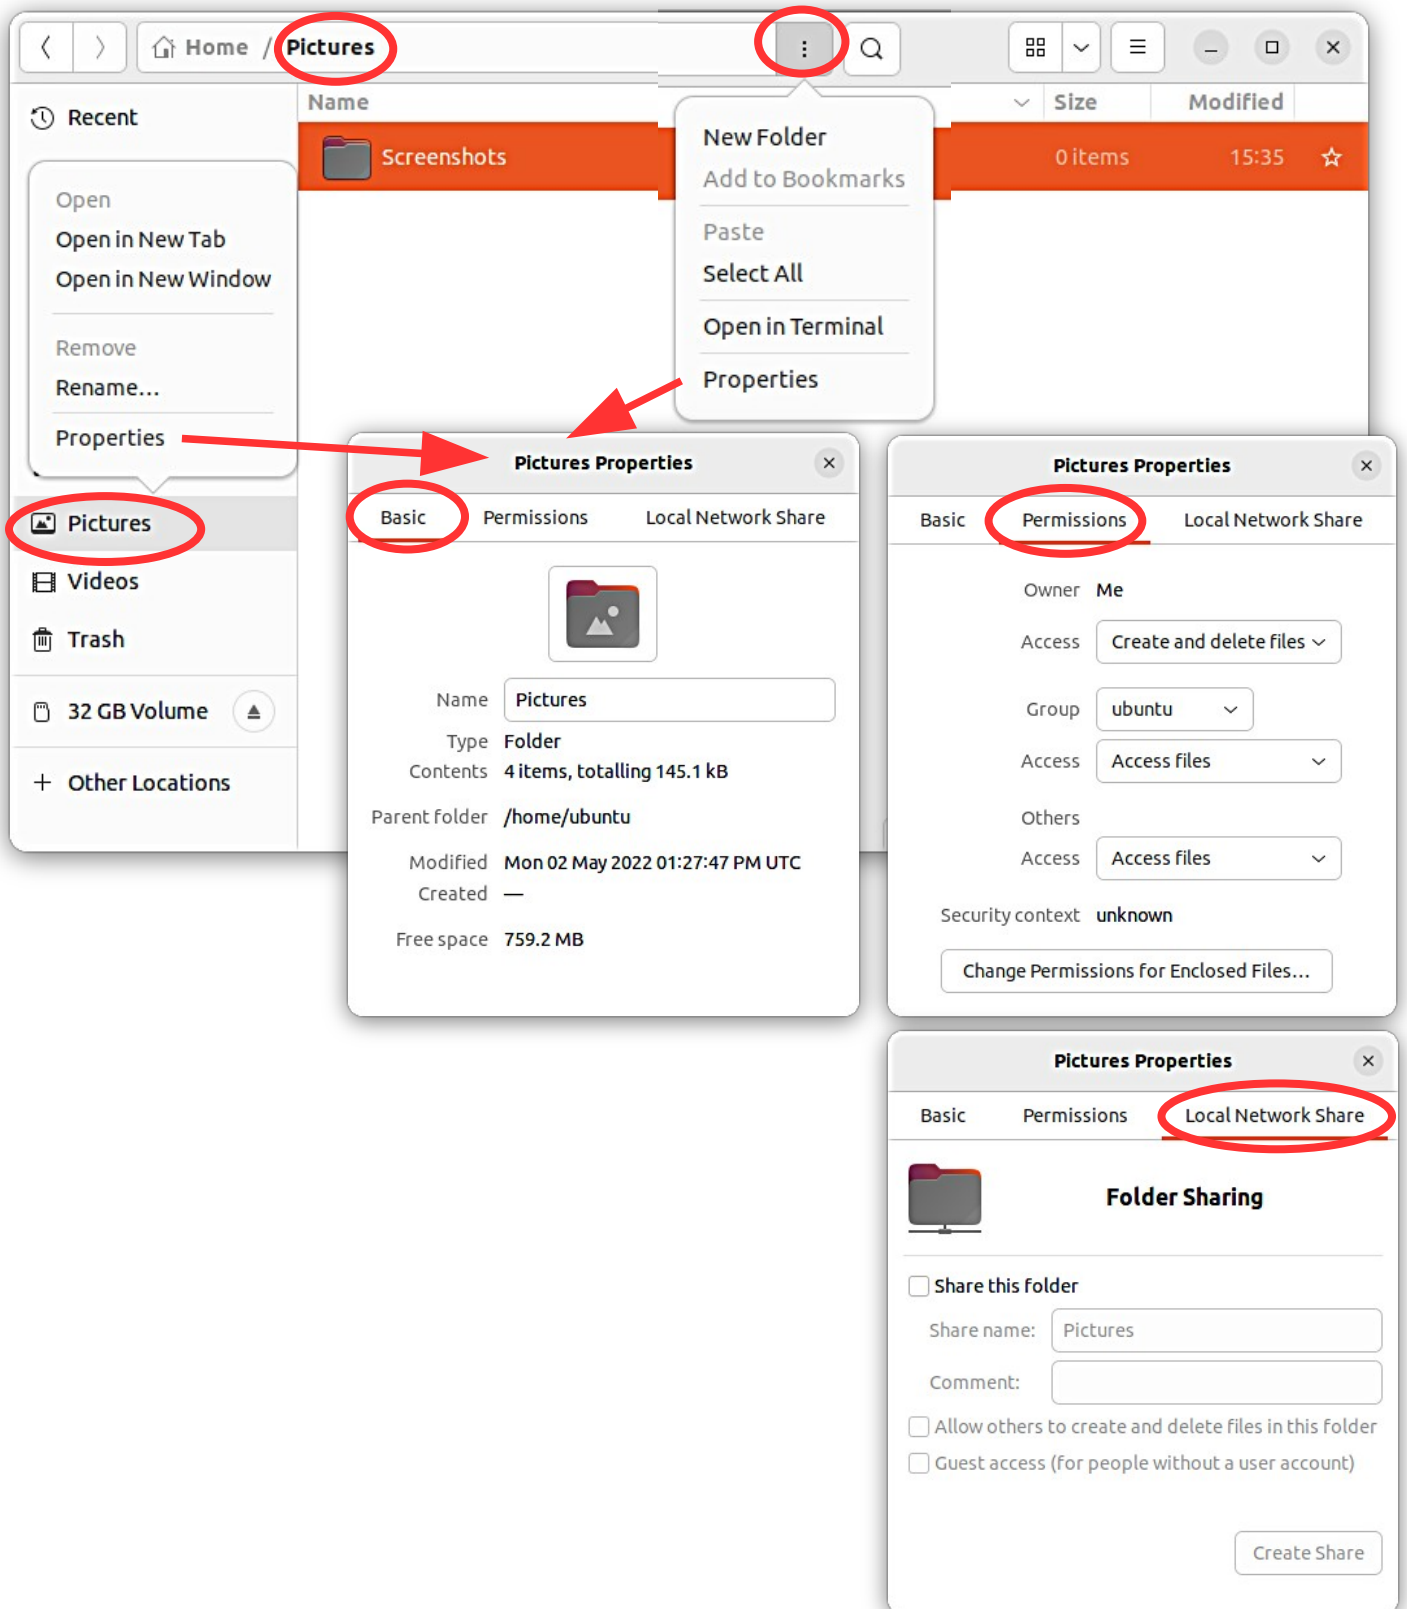 Home / Pictures
Name Size Modified
Recent
Screenshots 0 items 15:35
Open
Open in New Tab
Open in New Window
Remove
Rename...
Properties
New Folder
Add to Bookmarks
Paste
Select All
Open in Terminal
Properties
Pictures
Videos
Trash
32 GB Volume
+ Other Locations
Pictures Properties
Basic Permissions Local Network Share
Name Pictures
Type Folder
Contents 4 items, totalling 145.1 kB
Parent folder /home/ubuntu
Modified Mon 02 May 2022 01:27:47 PM UTC
Created —
Free space 759.2 MB
Pictures Properties
Basic Permissions Local Network Share
Owner Me
Access Create and delete files
Group ubuntu
Access Access files
Others
Access Access files
Security context unknown
Change Permissions for Enclosed Files...
Pictures Properties
Basic Permissions Local Network Share
Folder Sharing
Share this folder
Share name: Pictures
Comment:
Allow others to create and delete files in this folder
Guest access (for people without a user account)
Create Share